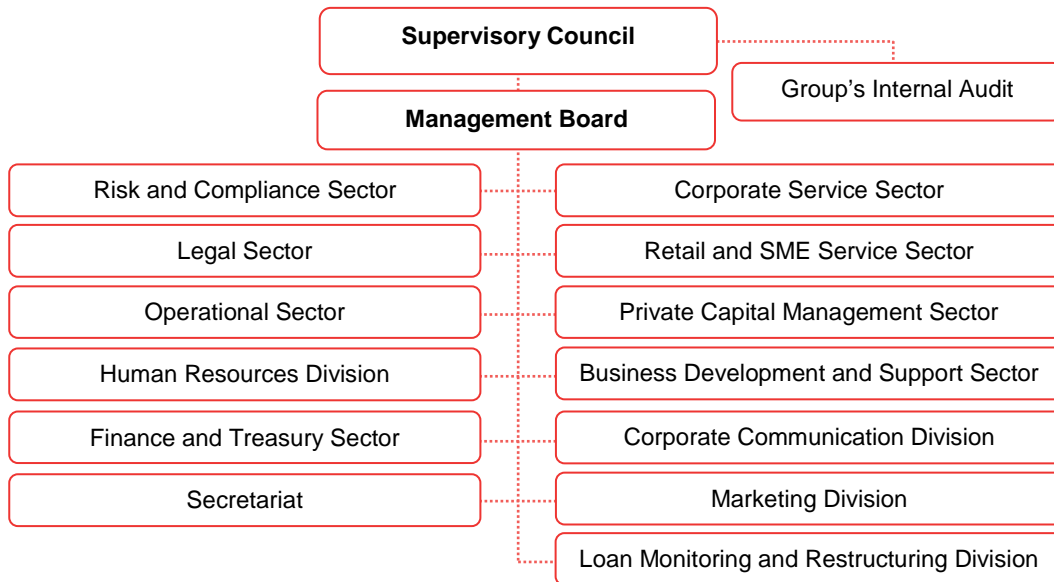 Supervisory Council
Group's Internal Audit
Management Board
Risk and Compliance Sector
Corporate Service Sector
Legal Sector
Retail and SME Service Sector
Operational Sector
Private Capital Management Sector
Human Resources Division
Business Development and Support Sector
Finance and Treasury Sector
Corporate Communication Division
Secretariat
Marketing Division
Loan Monitoring and Restructuring Division